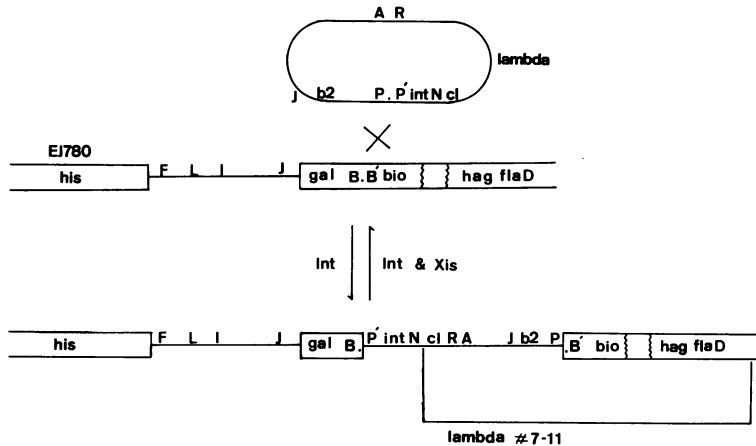 A R
lambda
J b2 P. P' int N cI
EJ780
F L I J
his gal B. B' bio hag flaD
Int Int & Xis
F L I J P' int N cI R A J b2 P
his gal B. .B' bio hag flaD
lambda #7-11